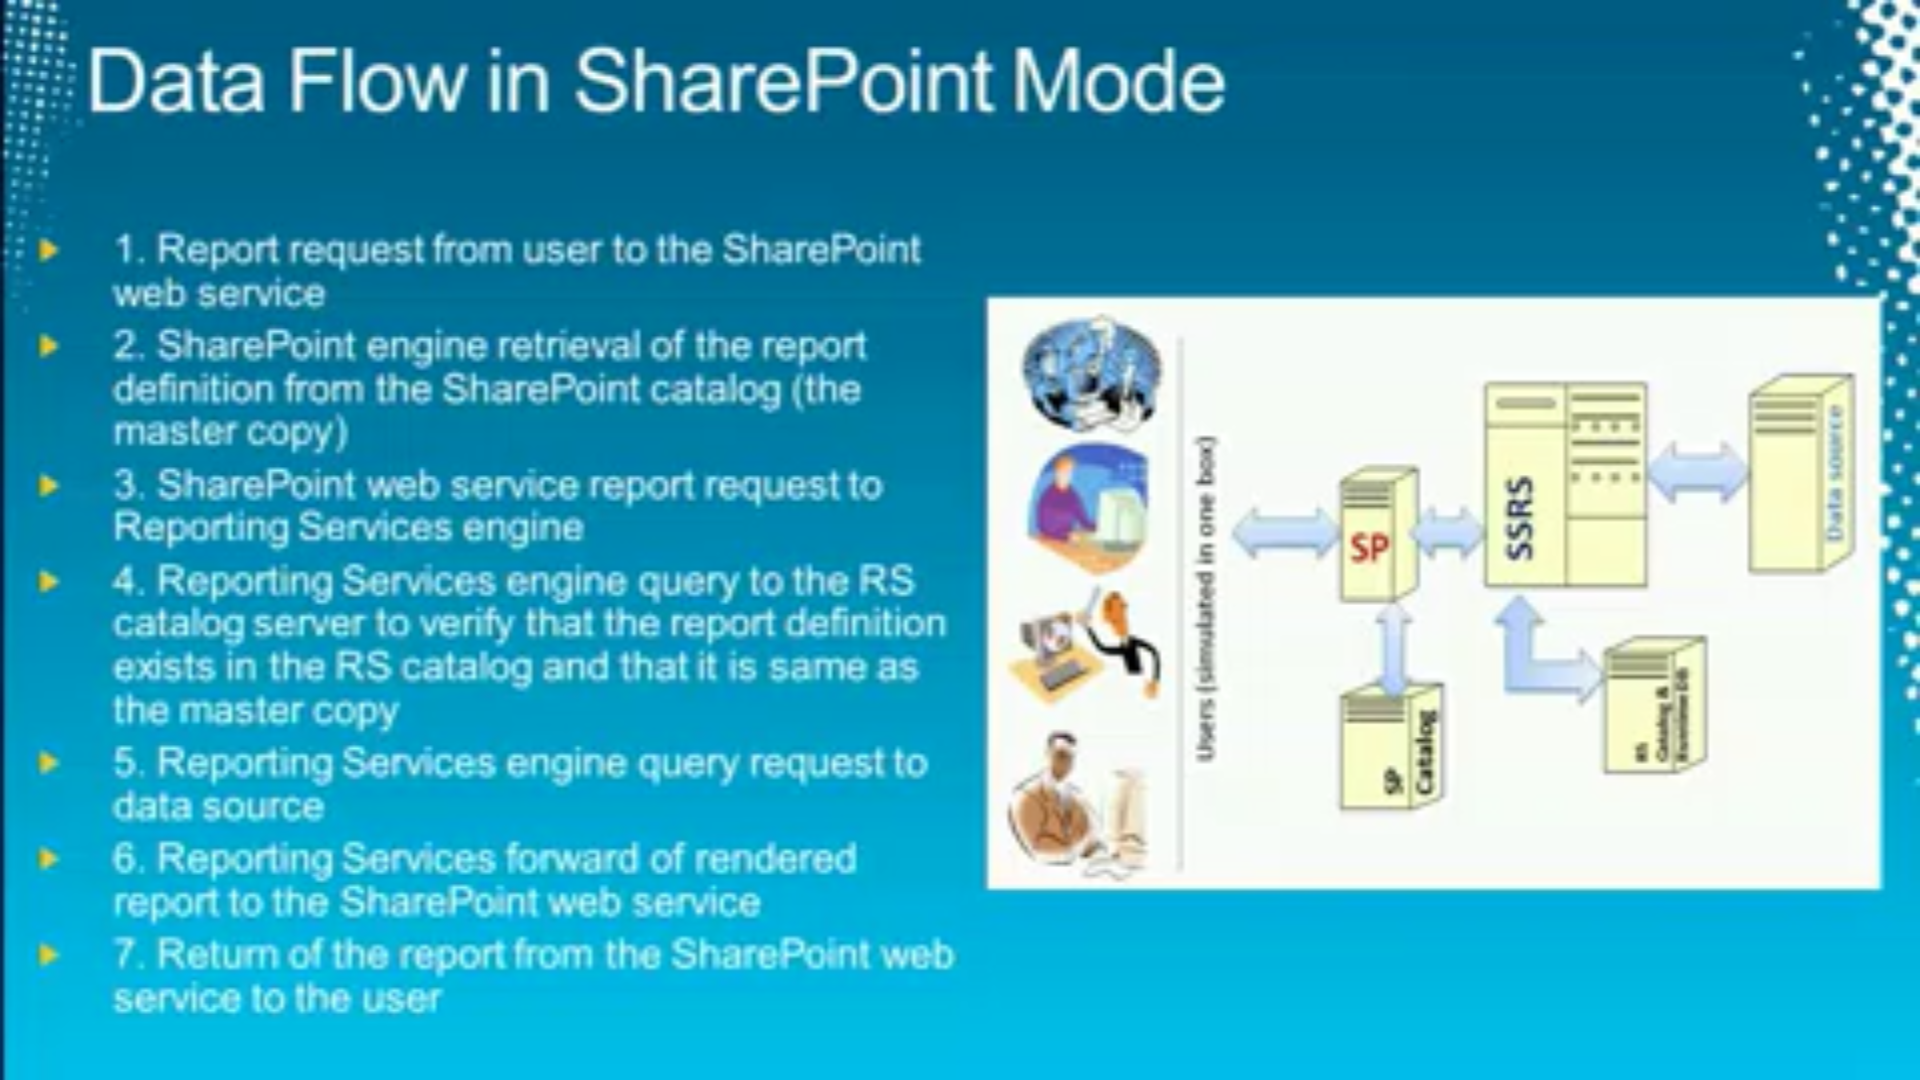 Data Flow in SharePoint Mode
1. Report request from user to the SharePoint
web service
2. SharePoint engine retrieval of the report
definition from the SharePoint catalog (the
master copy)
3. SharePoint web service report request to
Reporting Services engine
4. Reporting Services engine query to the RS
catalog server to verify that the report definition
exists in the RS catalog and that it is same as
the master copy
5. Reporting Services engine query request to
data source
6. Reporting Services forward of rendered
report to the SharePoint web service
7. Return of the report from the SharePoint web
service to the user
Users (simulated in one box)
SP
SP
Catalog
SSRS
RS
Catalog &
Runtime DB
Data source